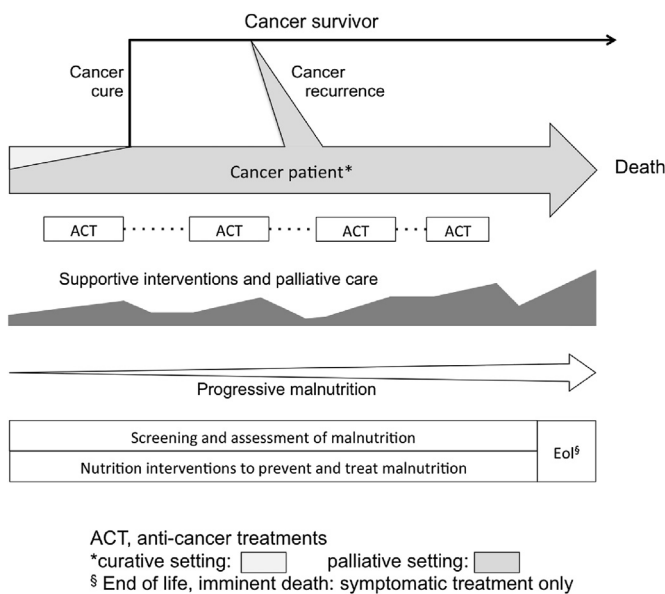 Cancer survivor
Cancer
cure
Cancer
recurrence
Cancer patient*
Death
ACT ACT ACT ACT
Supportive interventions and palliative care
Progressive malnutrition
Screening and assessment of malnutrition
Nutrition interventions to prevent and treat malnutrition
Eol§
ACT, anti-cancer treatments
*curative setting: palliative setting:
§ End of life, imminent death: symptomatic treatment only